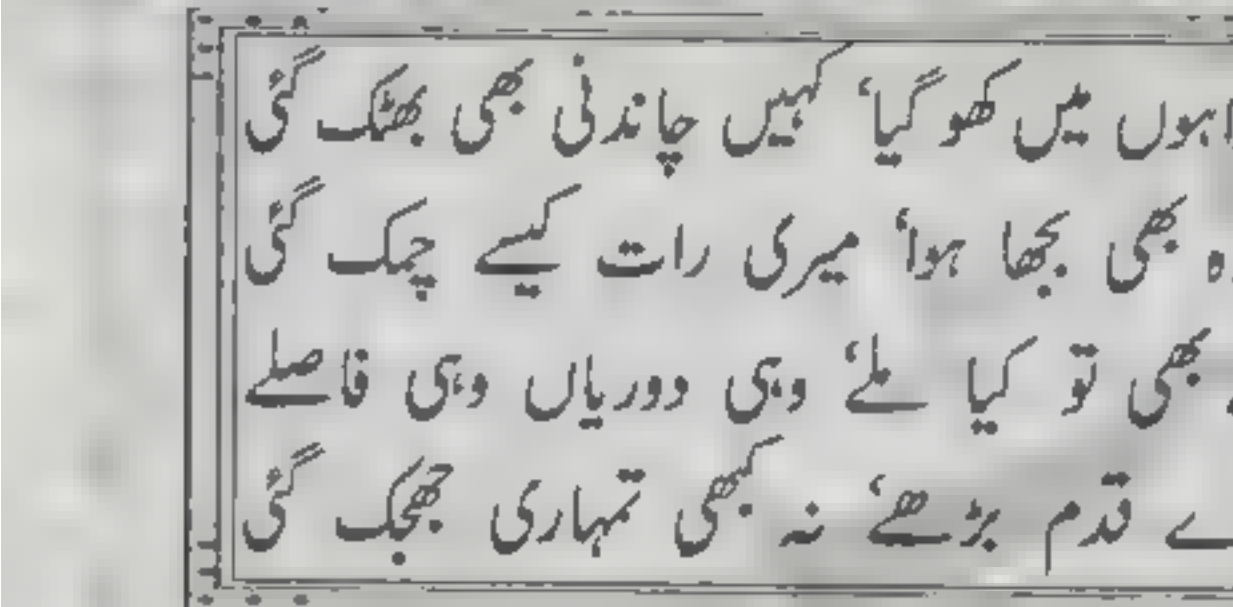 میں کھو گیا، کہیں چاندنی بھی بھٹک گئی
بھی بجھا ہوا، میری رات کیسے چمک گئی
بھی تو کیا ملے، وہی دوریاں وہی فاصلے
قدم بڑھے، نہ کبھی تمہاری جھجک گئی